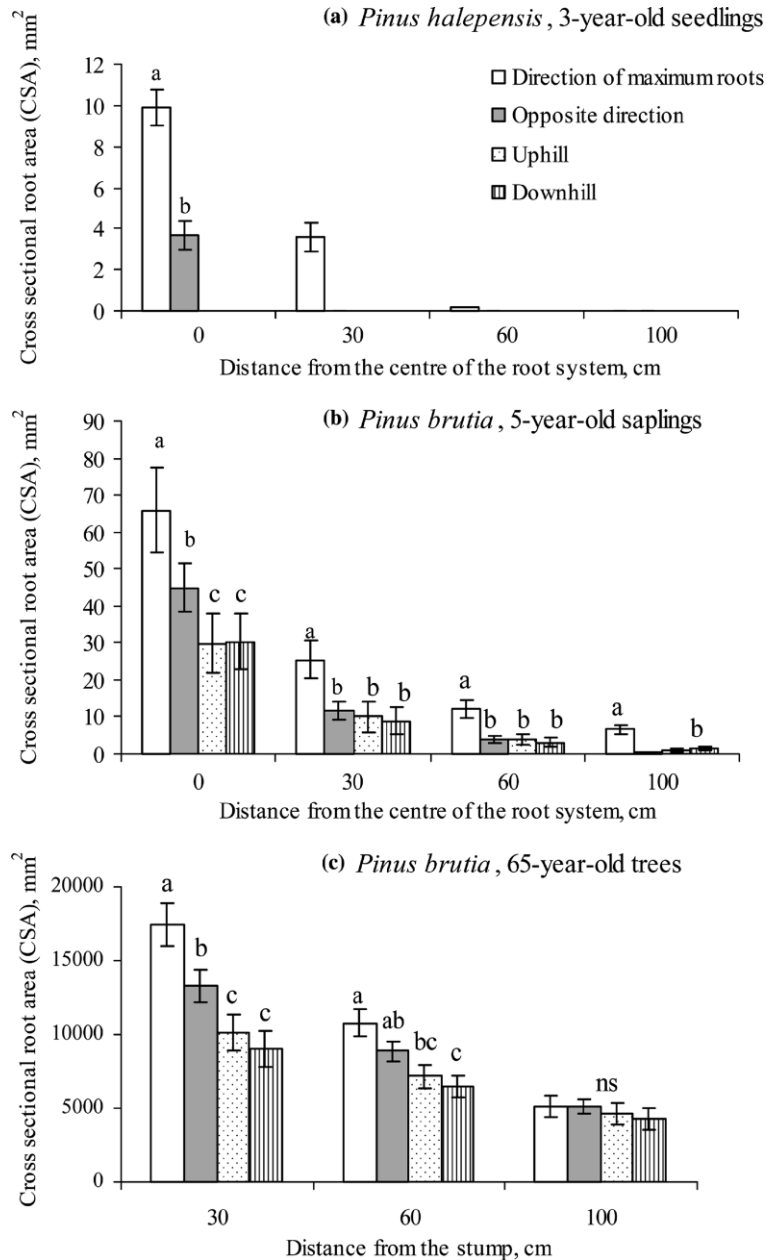 (a) Pinus halepensis, 3-year-old seedlings
Cross sectional root area (CSA), mm²
12
10
8
6
4
2
0
a
b
Direction of maximum roots
Opposite direction
Uphill
Downhill
0 30 60 100
Distance from the centre of the root system, cm
(b) Pinus brutia, 5-year-old saplings
Cross sectional root area (CSA), mm²
90
80
70
60
50
40
30
20
10
0
a b c c
a b b b
a b b b
a b
0 30 60 100
Distance from the centre of the root system, cm
(c) Pinus brutia, 65-year-old trees
Cross sectional root area (CSA), mm²
20000
15000
10000
5000
0
a b c c
a ab bc c
ns
30 60 100
Distance from the stump, cm